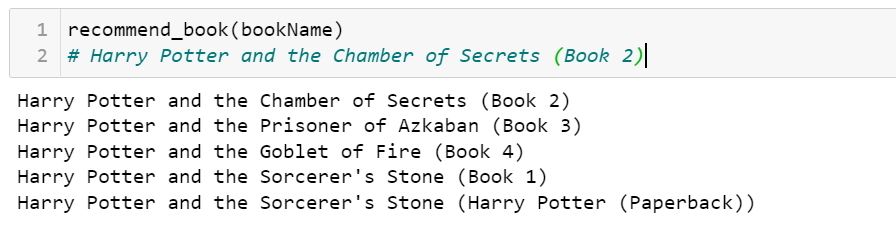 1 recommend_book(bookName)
2 # Harry Potter and the Chamber of Secrets (Book 2)
Harry Potter and the Chamber of Secrets (Book 2)
Harry Potter and the Prisoner of Azkaban (Book 3)
Harry Potter and the Goblet of Fire (Book 4)
Harry Potter and the Sorcerer's Stone (Book 1)
Harry Potter and the Sorcerer's Stone (Harry Potter (Paperback))